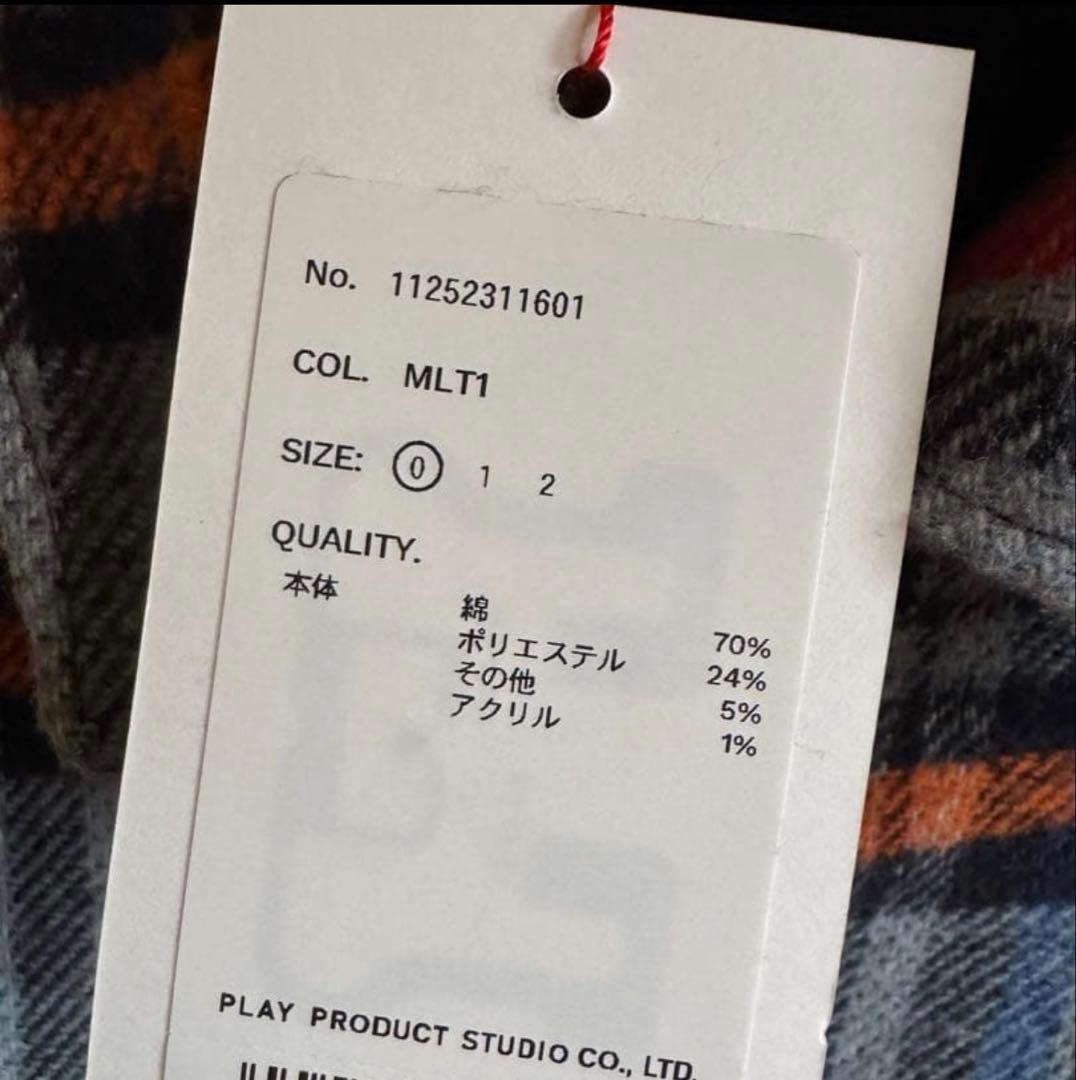 No. 11252311601
COL. MLT1
SIZE: 0 1 2
QUALITY.
本体
綿 70%
ポリエステル 24%
その他 5%
アクリル 1%
PLAY PRODUCT STUDIO CO., LTD.